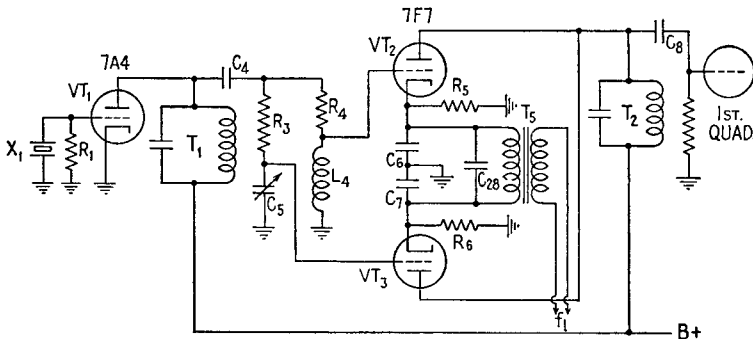 7A4
VT1
X1
R1
T1
C4
R3
R4
C5
L4
7F7
VT2
R5
C6
C7
C28
T5
R6
VT3
f1
C8
T2
1ST.
QUAD
B+